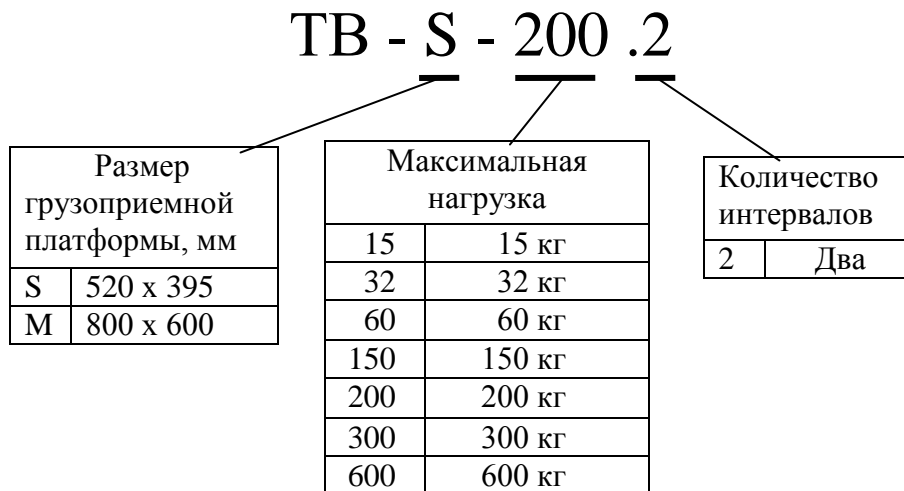 ТВ - S - 200 .2
Размер
грузоприемной
платформы, мм
S 520 х 395
М 800 х 600
Максимальная
нагрузка
15 15 кг
32 32 кг
60 60 кг
150 150 кг
200 200 кг
300 300 кг
600 600 кг
Количество
интервалов
2 Два